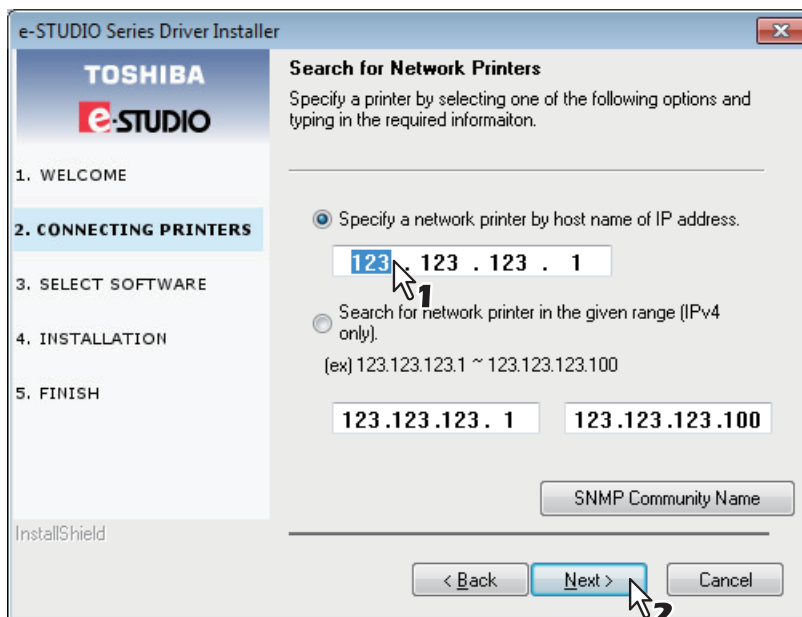 e-STUDIO Series Driver Installer
TOSHIBA
e-STUDIO
1. WELCOME
2. CONNECTING PRINTERS
3. SELECT SOFTWARE
4. INSTALLATION
5. FINISH
InstallShield
Search for Network Printers
Specify a printer by selecting one of the following options and
typing in the required informaiton.
Specify a network printer by host name of IP address.
123 . 123 . 123 . 1
1
Search for network printer in the given range (IPv4
only).
(ex) 123.123.123.1 ~ 123.123.123.100
123.123.123. 1 123.123.123.100
SNMP Community Name
< Back Next > Cancel
2